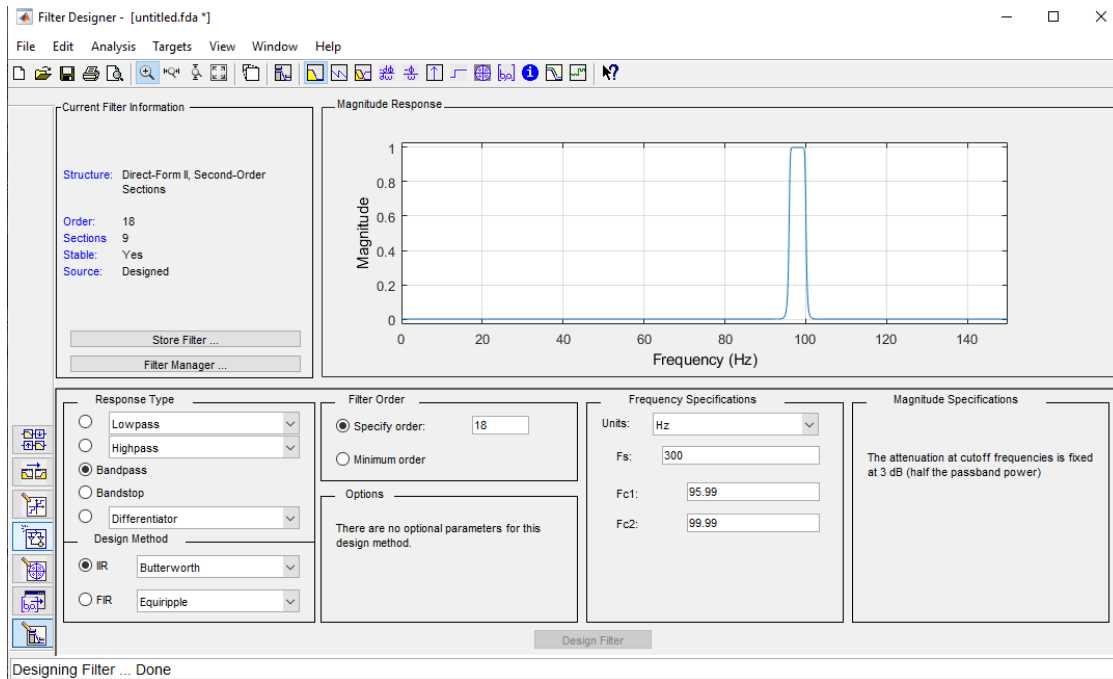 Filter Designer - [untitled.fda *]
File Edit Analysis Targets View Window Help
Current Filter Information
Structure: Direct-Form II, Second-Order
Sections
Order: 18
Sections 9
Stable: Yes
Source: Designed
Store Filter ...
Filter Manager ...
Magnitude Response
1
0.8
0.6
0.4
0.2
0
Magnitude
0 20 40 60 80 100 120 140
Frequency (Hz)
Response Type
Lowpass
Highpass
Bandpass
Bandstop
Differentiator
Design Method
IIR Butterworth
FIR Equiripple
Filter Order
Specify order: 18
Minimum order
Options
There are no optional parameters for this
design method.
Frequency Specifications
Units: Hz
Fs: 300
Fc1: 95.99
Fc2: 99.99
Magnitude Specifications
The attenuation at cutoff frequencies is fixed
at 3 dB (half the passband power)
Design Filter
Designing Filter ... Done